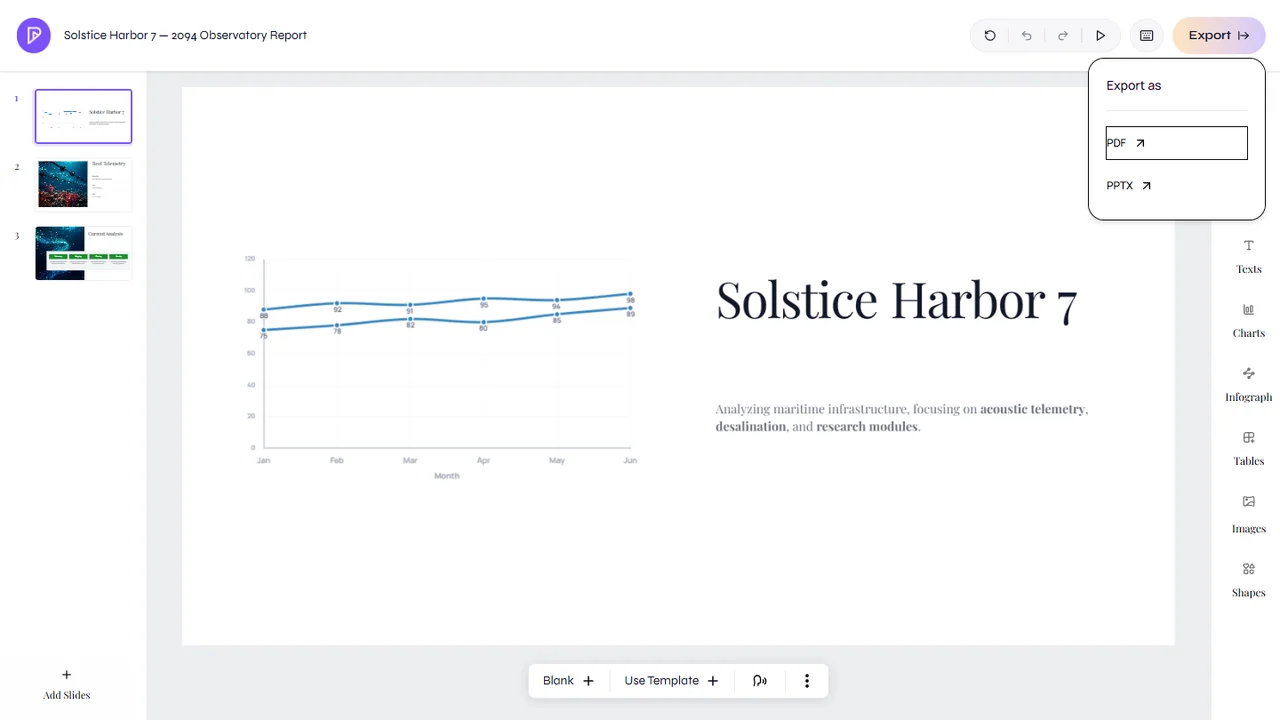 Solstice Harbor 7 — 2094 Observatory Report
Export
Export as
PDF
PPTX
1
Solstice Harbor 7
2
Reef Telemetry
3
Current Analysis
Add Slides
120
100
80
60
40
20
0
88
92
91
95
94
98
75
78
82
80
85
89
Jan
Feb
Mar
Apr
May
Jun
Month
Solstice Harbor 7
Analyzing maritime infrastructure, focusing on acoustic telemetry,
desalination, and research modules.
Texts
Charts
Infograph
Tables
Images
Shapes
Blank
Use Template